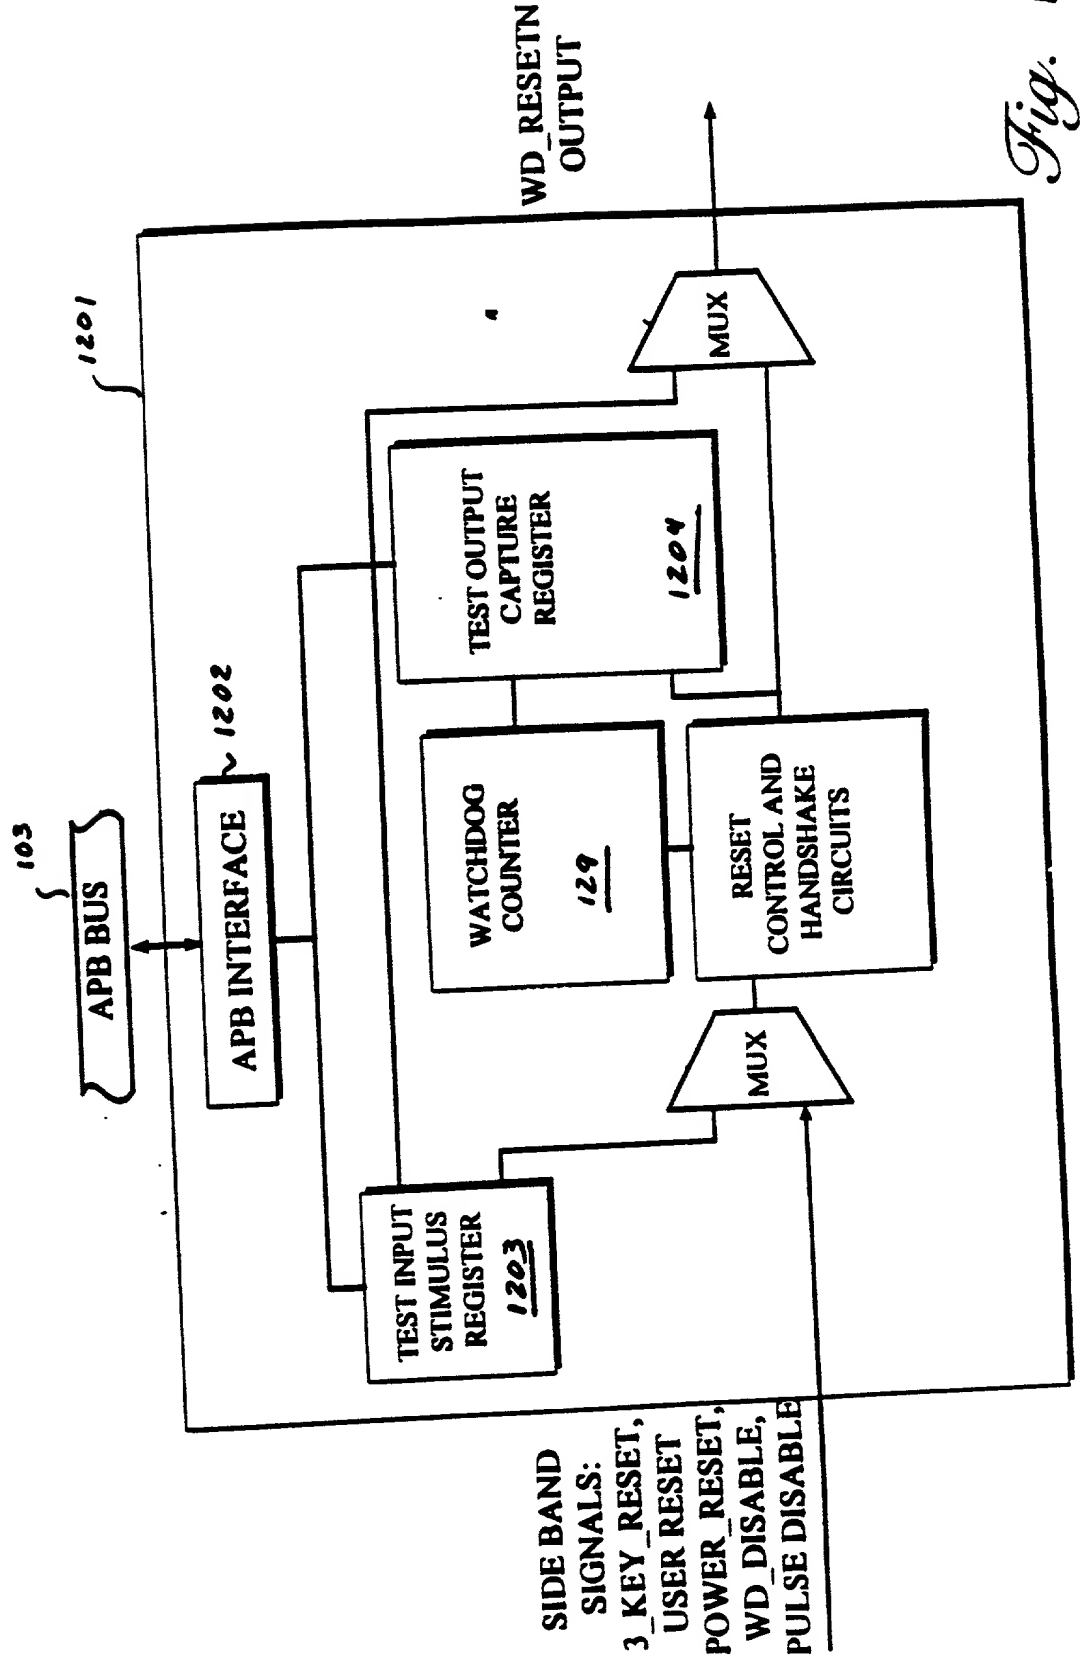 103
APB BUS
1201
APB INTERFACE
1202
TEST INPUT
STIMULUS
REGISTER
1203
WATCHDOG
COUNTER
129
TEST OUTPUT
CAPTURE
REGISTER
1204
MUX
RESET
CONTROL AND
HANDSHAKE
CIRCUITS
MUX
SIDE BAND
SIGNALS:
3_KEY_RESET,
USER RESET
POWER_RESET,
WD_DISABLE,
PULSE DISABLE
WD_RESETN
OUTPUT
Fig.